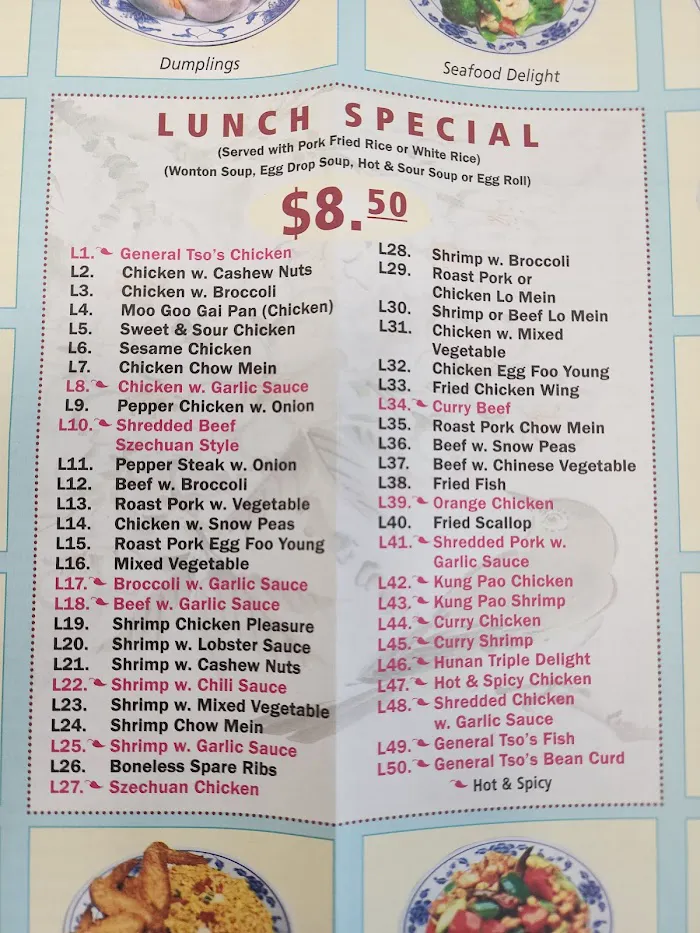 Dumplings
Seafood Delight
LUNCH SPECIAL
(Served with Pork Fried Rice or White Rice)
(Wonton Soup, Egg Drop Soup, Hot & Sour Soup or Egg Roll)
$8.50
L1. General Tso's Chicken
L2. Chicken w. Cashew Nuts
L3. Chicken w. Broccoli
L4. Moo Goo Gai Pan (Chicken)
L5. Sweet & Sour Chicken
L6. Sesame Chicken
L7. Chicken Chow Mein
L8. Chicken w. Garlic Sauce
L9. Pepper Chicken w. Onion
L10. Shredded Beef
Szechuan Style
L11. Pepper Steak w. Onion
L12. Beef w. Broccoli
L13. Roast Pork w. Vegetable
L14. Chicken w. Snow Peas
L15. Roast Pork Egg Foo Young
L16. Mixed Vegetable
L17. Broccoli w. Garlic Sauce
L18. Beef w. Garlic Sauce
L19. Shrimp Chicken Pleasure
L20. Shrimp w. Lobster Sauce
L21. Shrimp w. Cashew Nuts
L22. Shrimp w. Chili Sauce
L23. Shrimp w. Mixed Vegetable
L24. Shrimp Chow Mein
L25. Shrimp w. Garlic Sauce
L26. Boneless Spare Ribs
L27. Szechuan Chicken
L28. Shrimp w. Broccoli
L29. Roast Pork or
Chicken Lo Mein
L30. Shrimp or Beef Lo Mein
L31. Chicken w. Mixed
Vegetable
L32. Chicken Egg Foo Young
L33. Fried Chicken Wing
L34. Curry Beef
L35. Roast Pork Chow Mein
L36. Beef w. Snow Peas
L37. Beef w. Chinese Vegetable
L38. Fried Fish
L39. Orange Chicken
L40. Fried Scallop
L41. Shredded Pork w.
Garlic Sauce
L42. Kung Pao Chicken
L43. Kung Pao Shrimp
L44. Curry Chicken
L45. Curry Shrimp
L46. Hunan Triple Delight
L47. Hot & Spicy Chicken
L48. Shredded Chicken
w. Garlic Sauce
L49. General Tso's Fish
L50. General Tso's Bean Curd
Hot & Spicy